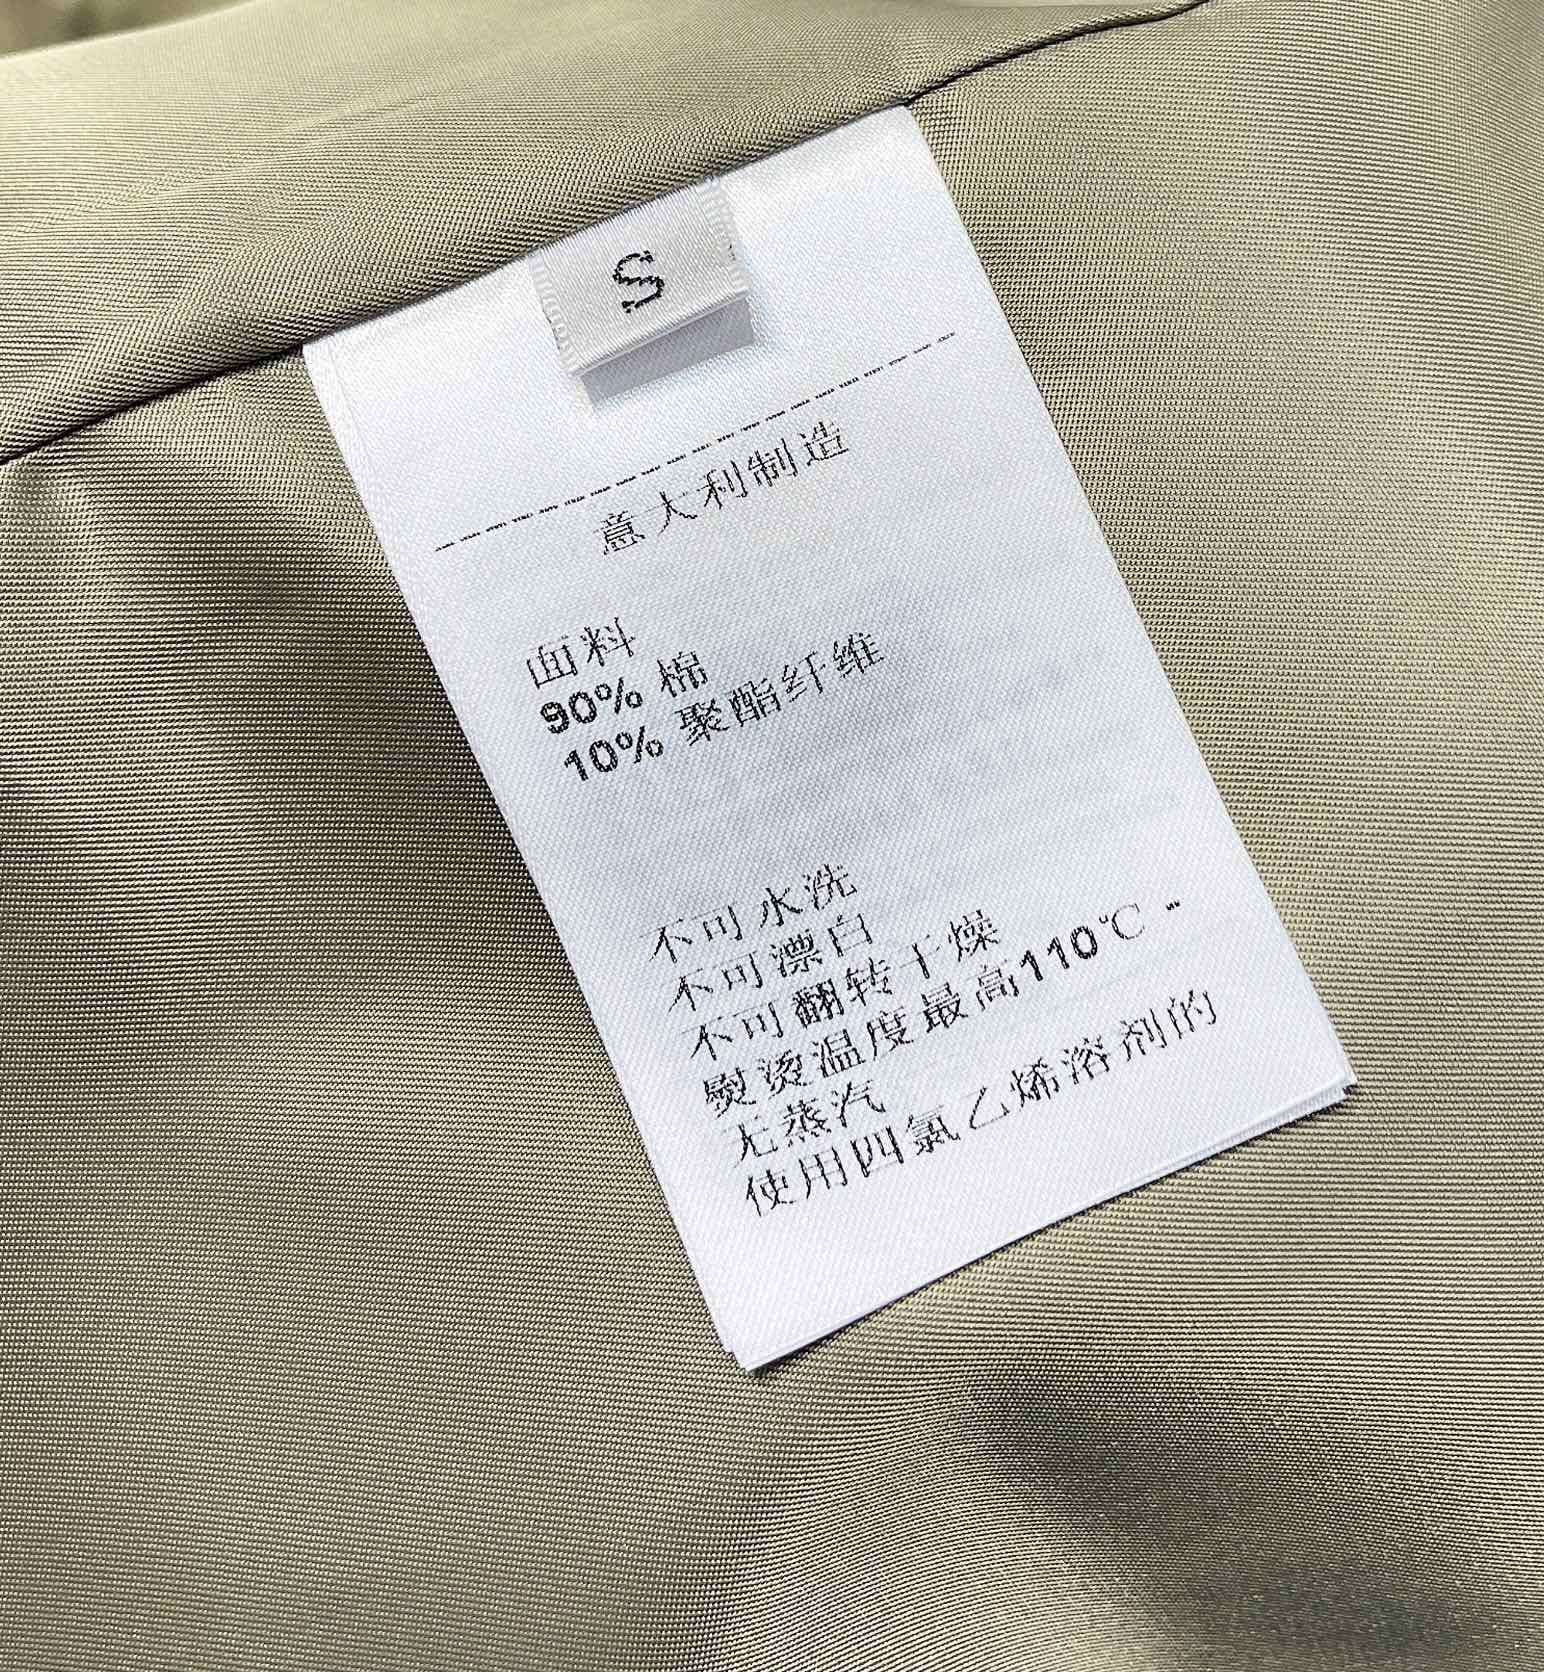 S
意大利制造
面料
90% 棉
10% 聚酯纤维
不可水洗
不可漂白
不可翻转干燥
熨烫温度最高110℃ -
无蒸汽
使用四氯乙烯溶剂的